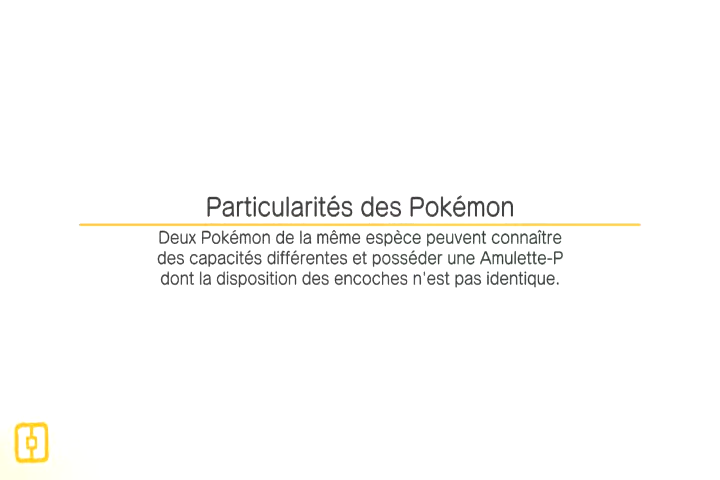 Particularités des Pokémon
Deux Pokémon de la même espèce peuvent connaître
des capacités différentes et posséder une Amulette-P
dont la disposition des encoches n'est pas identique.